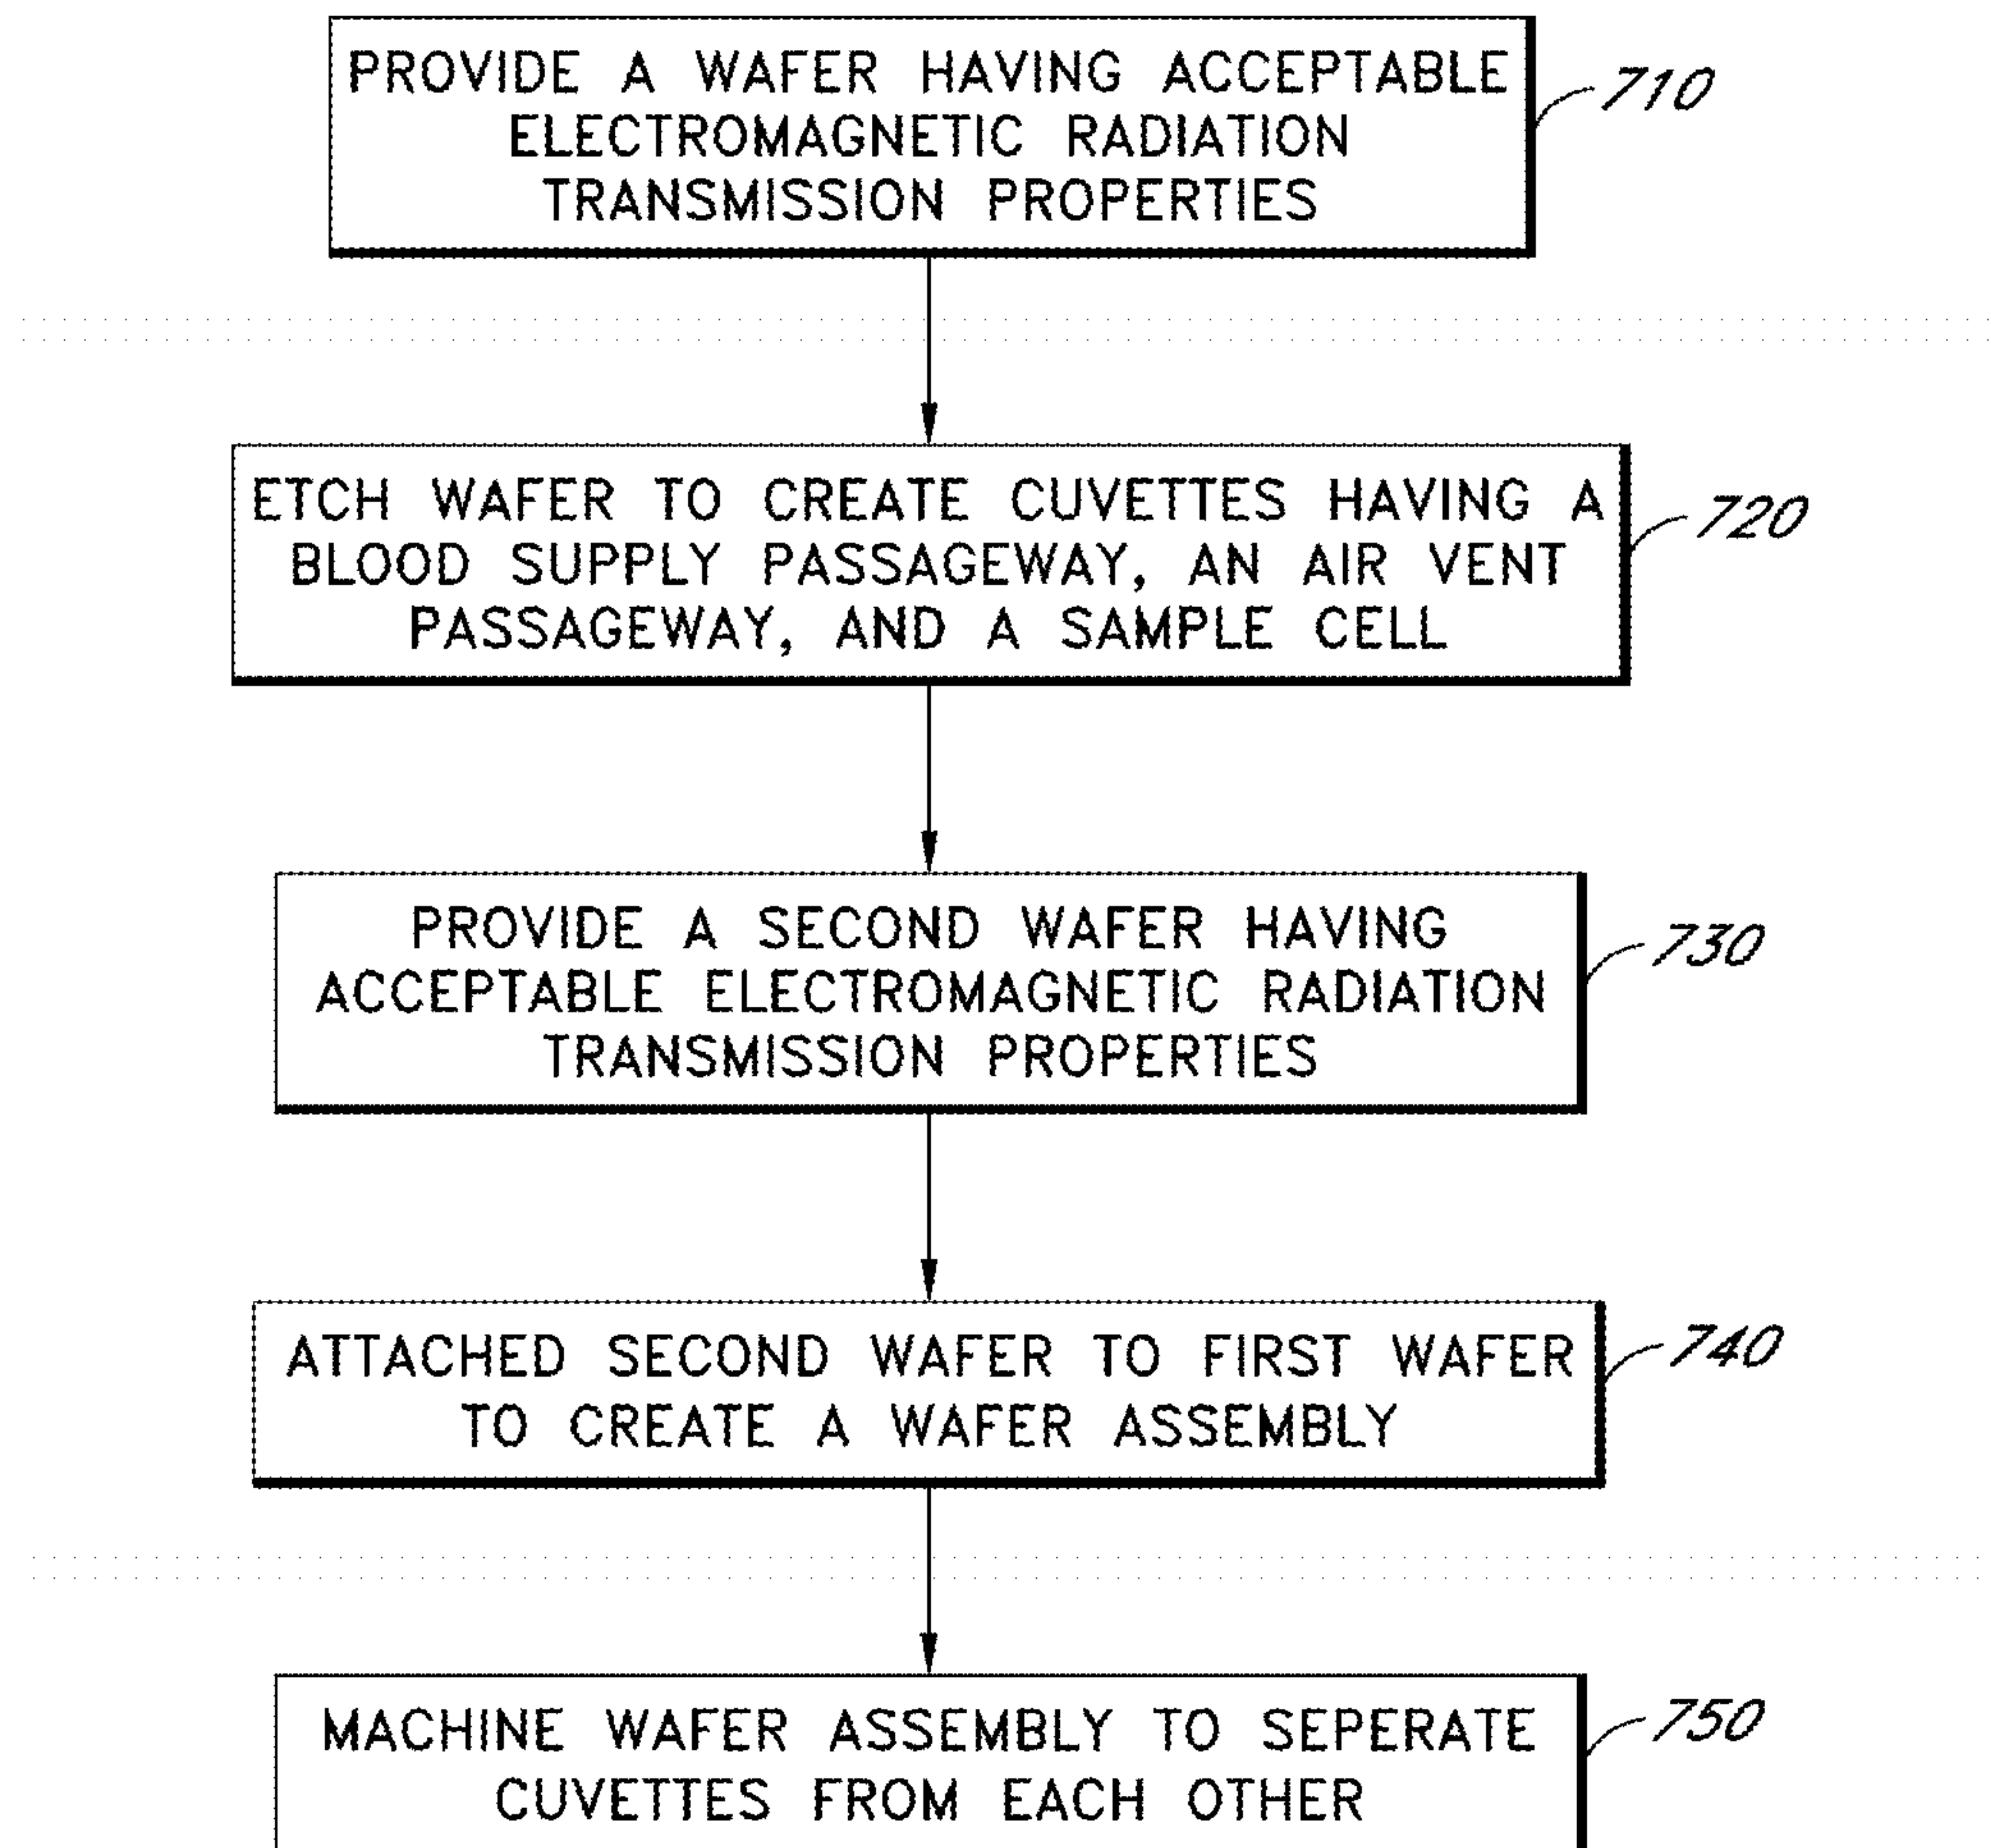 PROVIDE A WAFER HAVING ACCEPTABLE
ELECTROMAGNETIC RADIATION
TRANSMISSION PROPERTIES
710
ETCH WAFER TO CREATE CUVETTES HAVING A
BLOOD SUPPLY PASSAGEWAY, AN AIR VENT
PASSAGEWAY, AND A SAMPLE CELL
720
PROVIDE A SECOND WAFER HAVING
ACCEPTABLE ELECTROMAGNETIC RADIATION
TRANSMISSION PROPERTIES
730
ATTACHED SECOND WAFER TO FIRST WAFER
TO CREATE A WAFER ASSEMBLY
740
MACHINE WAFER ASSEMBLY TO SEPERATE
CUVETTES FROM EACH OTHER
750